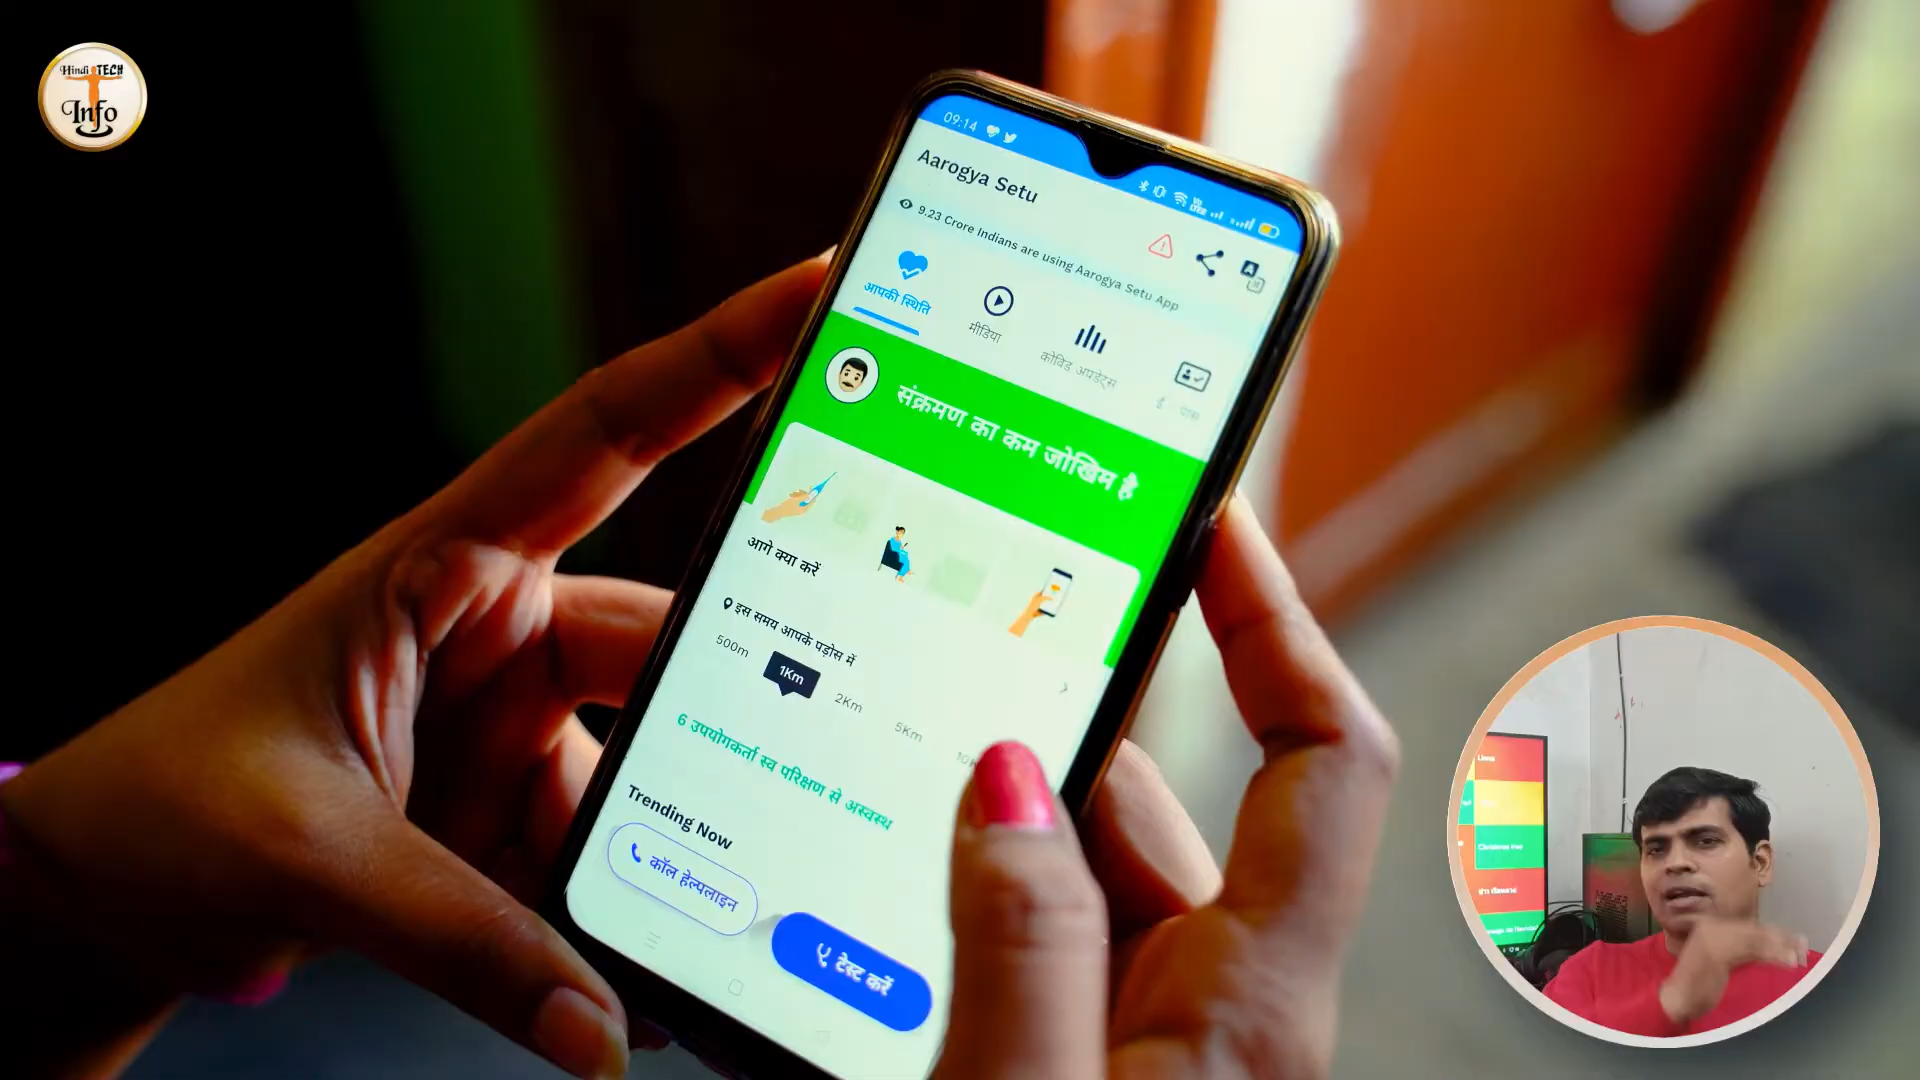 Hindi TECH
Info
09:14
Aarogya Setu
9.23 Crore Indians are using Aarogya Setu App
आपकी स्थिति
मीडिया
कोविड अपडेट्स
ई - पास
संक्रमण का कम जोखिम है
आगे क्या करें
इस समय आपके पड़ोस में
500m
1Km
2Km
5Km
6 उपयोगकर्ता स्व परिक्षण से अस्वस्थ
Trending Now
कॉल हेल्पलाइन
टेस्ट करें
Christmas tree